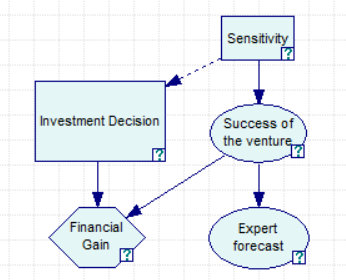 Sensitivity
?
Investment Decision
?
Success of
the venture
?
Financial
Gain
?
Expert
forecast
?